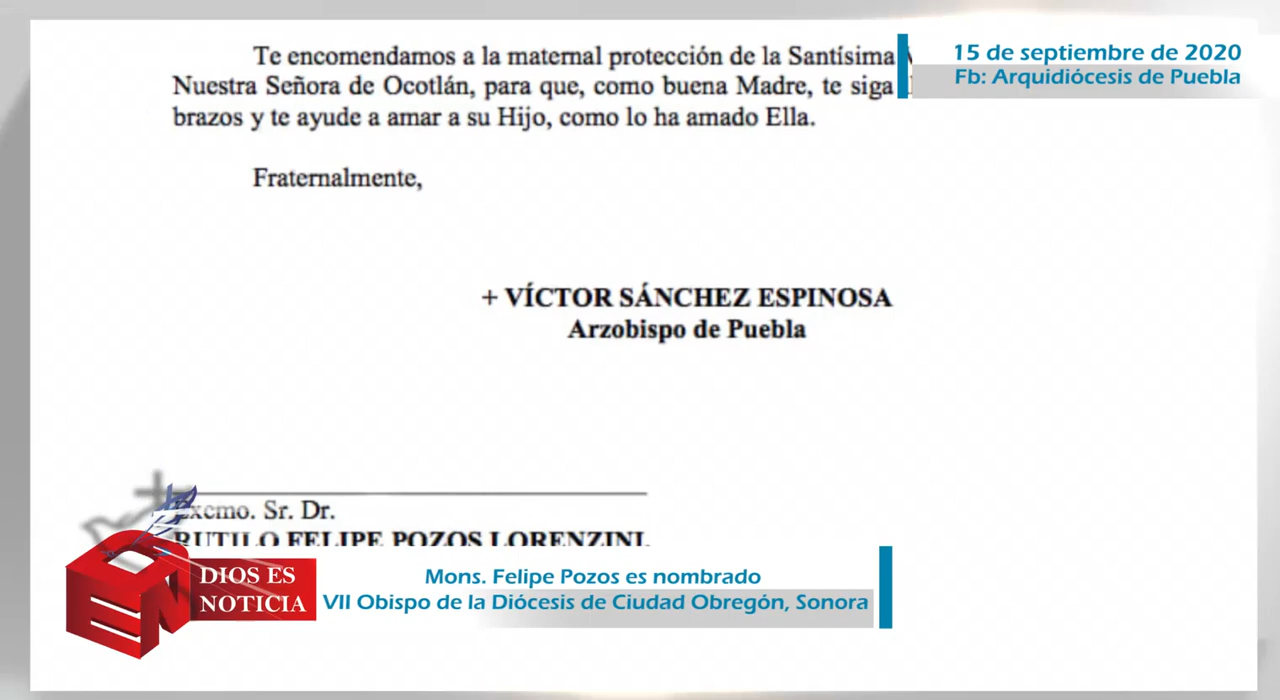 Te encomendamos a la maternal protección de la Santísima
Nuestra Señora de Ocotlán, para que, como buena Madre, te siga
brazos y te ayude a amar a su Hijo, como lo ha amado Ella.
Fraternalmente,
+ VÍCTOR SÁNCHEZ ESPINOSA
Arzobispo de Puebla
Excmo. Sr. Dr.
RUTILO FELIPE POZOS LORENZINI.
15 de septiembre de 2020
Fb: Arquidiócesis de Puebla
DEN
DIOS ES
NOTICIA
Mons. Felipe Pozos es nombrado
VII Obispo de la Diócesis de Ciudad Obregón, Sonora